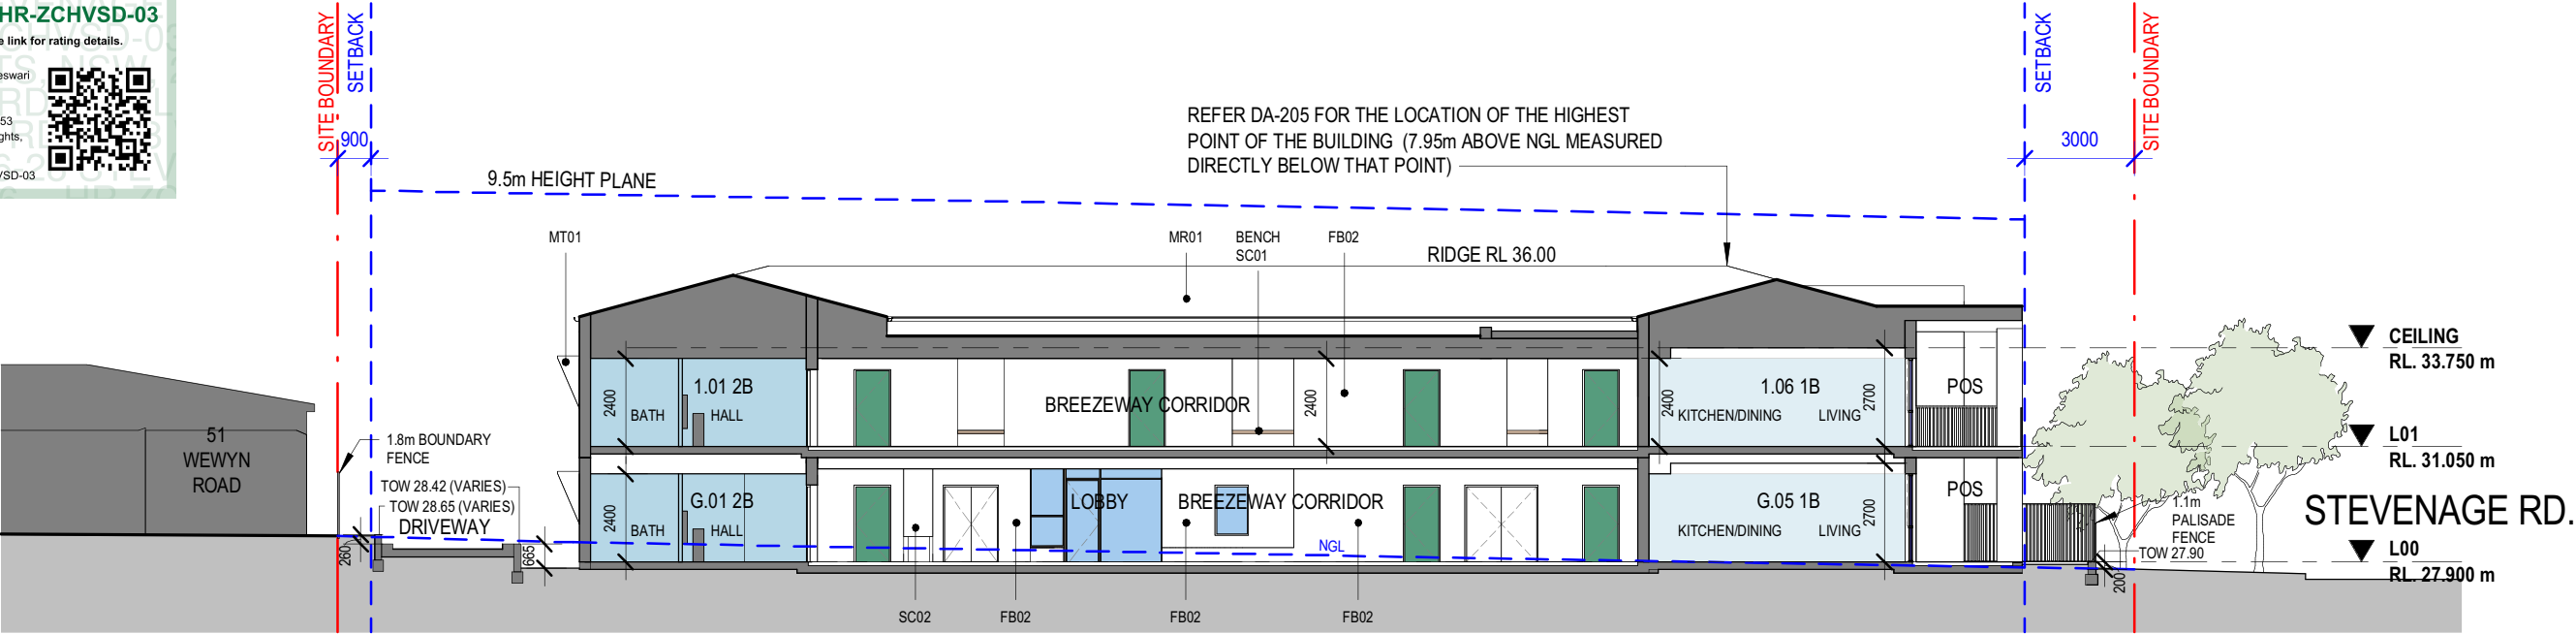 HR-ZCHVSD-03
link for rating details.
53
SITE BOUNDARY
SETBACK
900
SETBACK
SITE BOUNDARY
3000
REFER DA-205 FOR THE LOCATION OF THE HIGHEST
POINT OF THE BUILDING (7.95m ABOVE NGL MEASURED
DIRECTLY BELOW THAT POINT)
9.5m HEIGHT PLANE
MT01
MR01
BENCH
SC01
FB02
RIDGE RL 36.00
CEILING
RL. 33.750 m
2400
1.01 2B
BATH
HALL
BREEZEWAY CORRIDOR
2400
2400
1.06 1B
KITCHEN/DINING
LIVING
2700
POS
51
WEWYN
ROAD
1.8m BOUNDARY
FENCE
L01
RL. 31.050 m
TOW 28.42 (VARIES)
TOW 28.65 (VARIES)
DRIVEWAY
260
665
2400
G.01 2B
BATH
HALL
LOBBY
BREEZEWAY CORRIDOR
NGL
G.05 1B
KITCHEN/DINING
LIVING
2700
POS
1.1m
PALISADE
FENCE
TOW 27.90
200
STEVENAGE RD.
L00
RL. 27.900 m
SC02
FB02
FB02
FB02